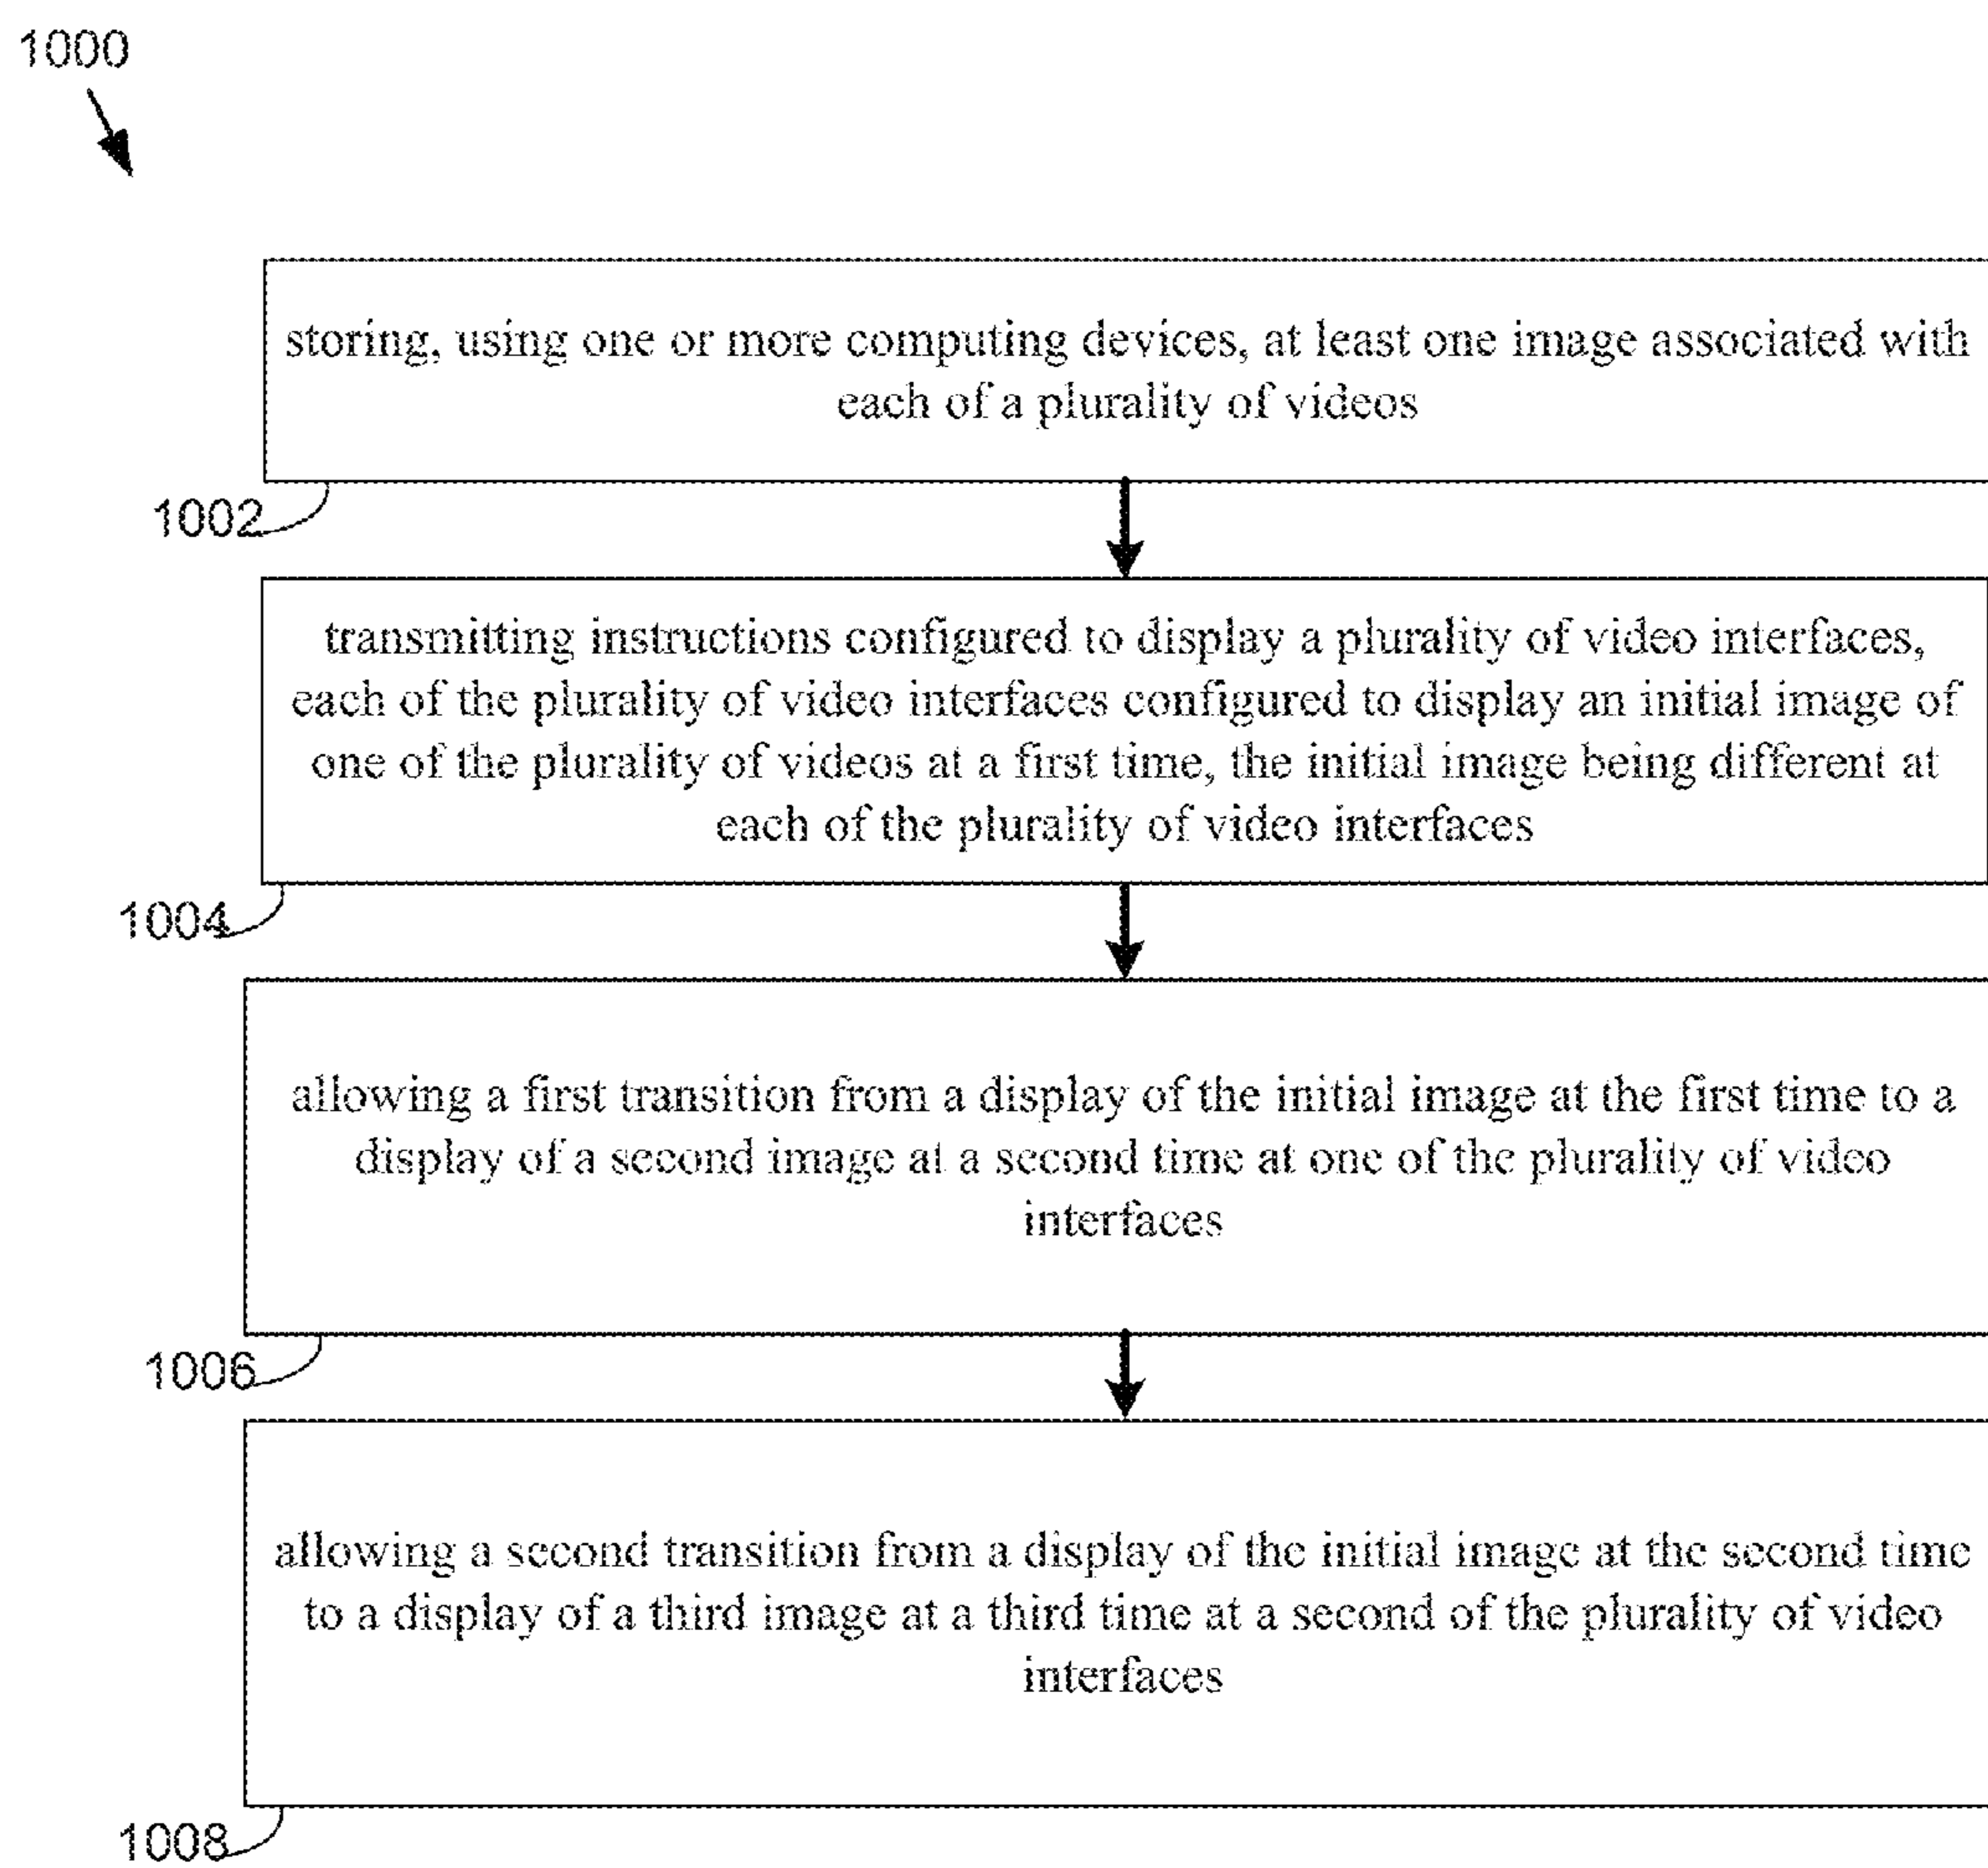 1000
storing, using one or more computing devices, at least one image associated with
each of a plurality of videos
1002
transmitting instructions configured to display a plurality of video interfaces,
each of the plurality of video interfaces configured to display an initial image of
one of the plurality of videos at a first time, the initial image being different at
each of the plurality of video interfaces
1004
allowing a first transition from a display of the initial image at the first time to a
display of a second image at a second time at one of the plurality of video
interfaces
1006
allowing a second transition from a display of the initial image at the second time
to a display of a third image at a third time at a second of the plurality of video
interfaces
1008